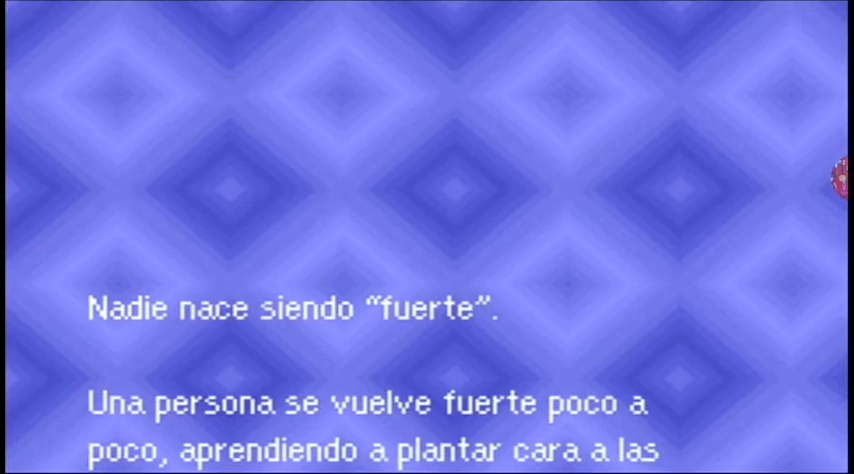 Nadie nace siendo “fuerte”.
Una persona se vuelve fuerte poco a
poco, aprendiendo a plantar cara a las